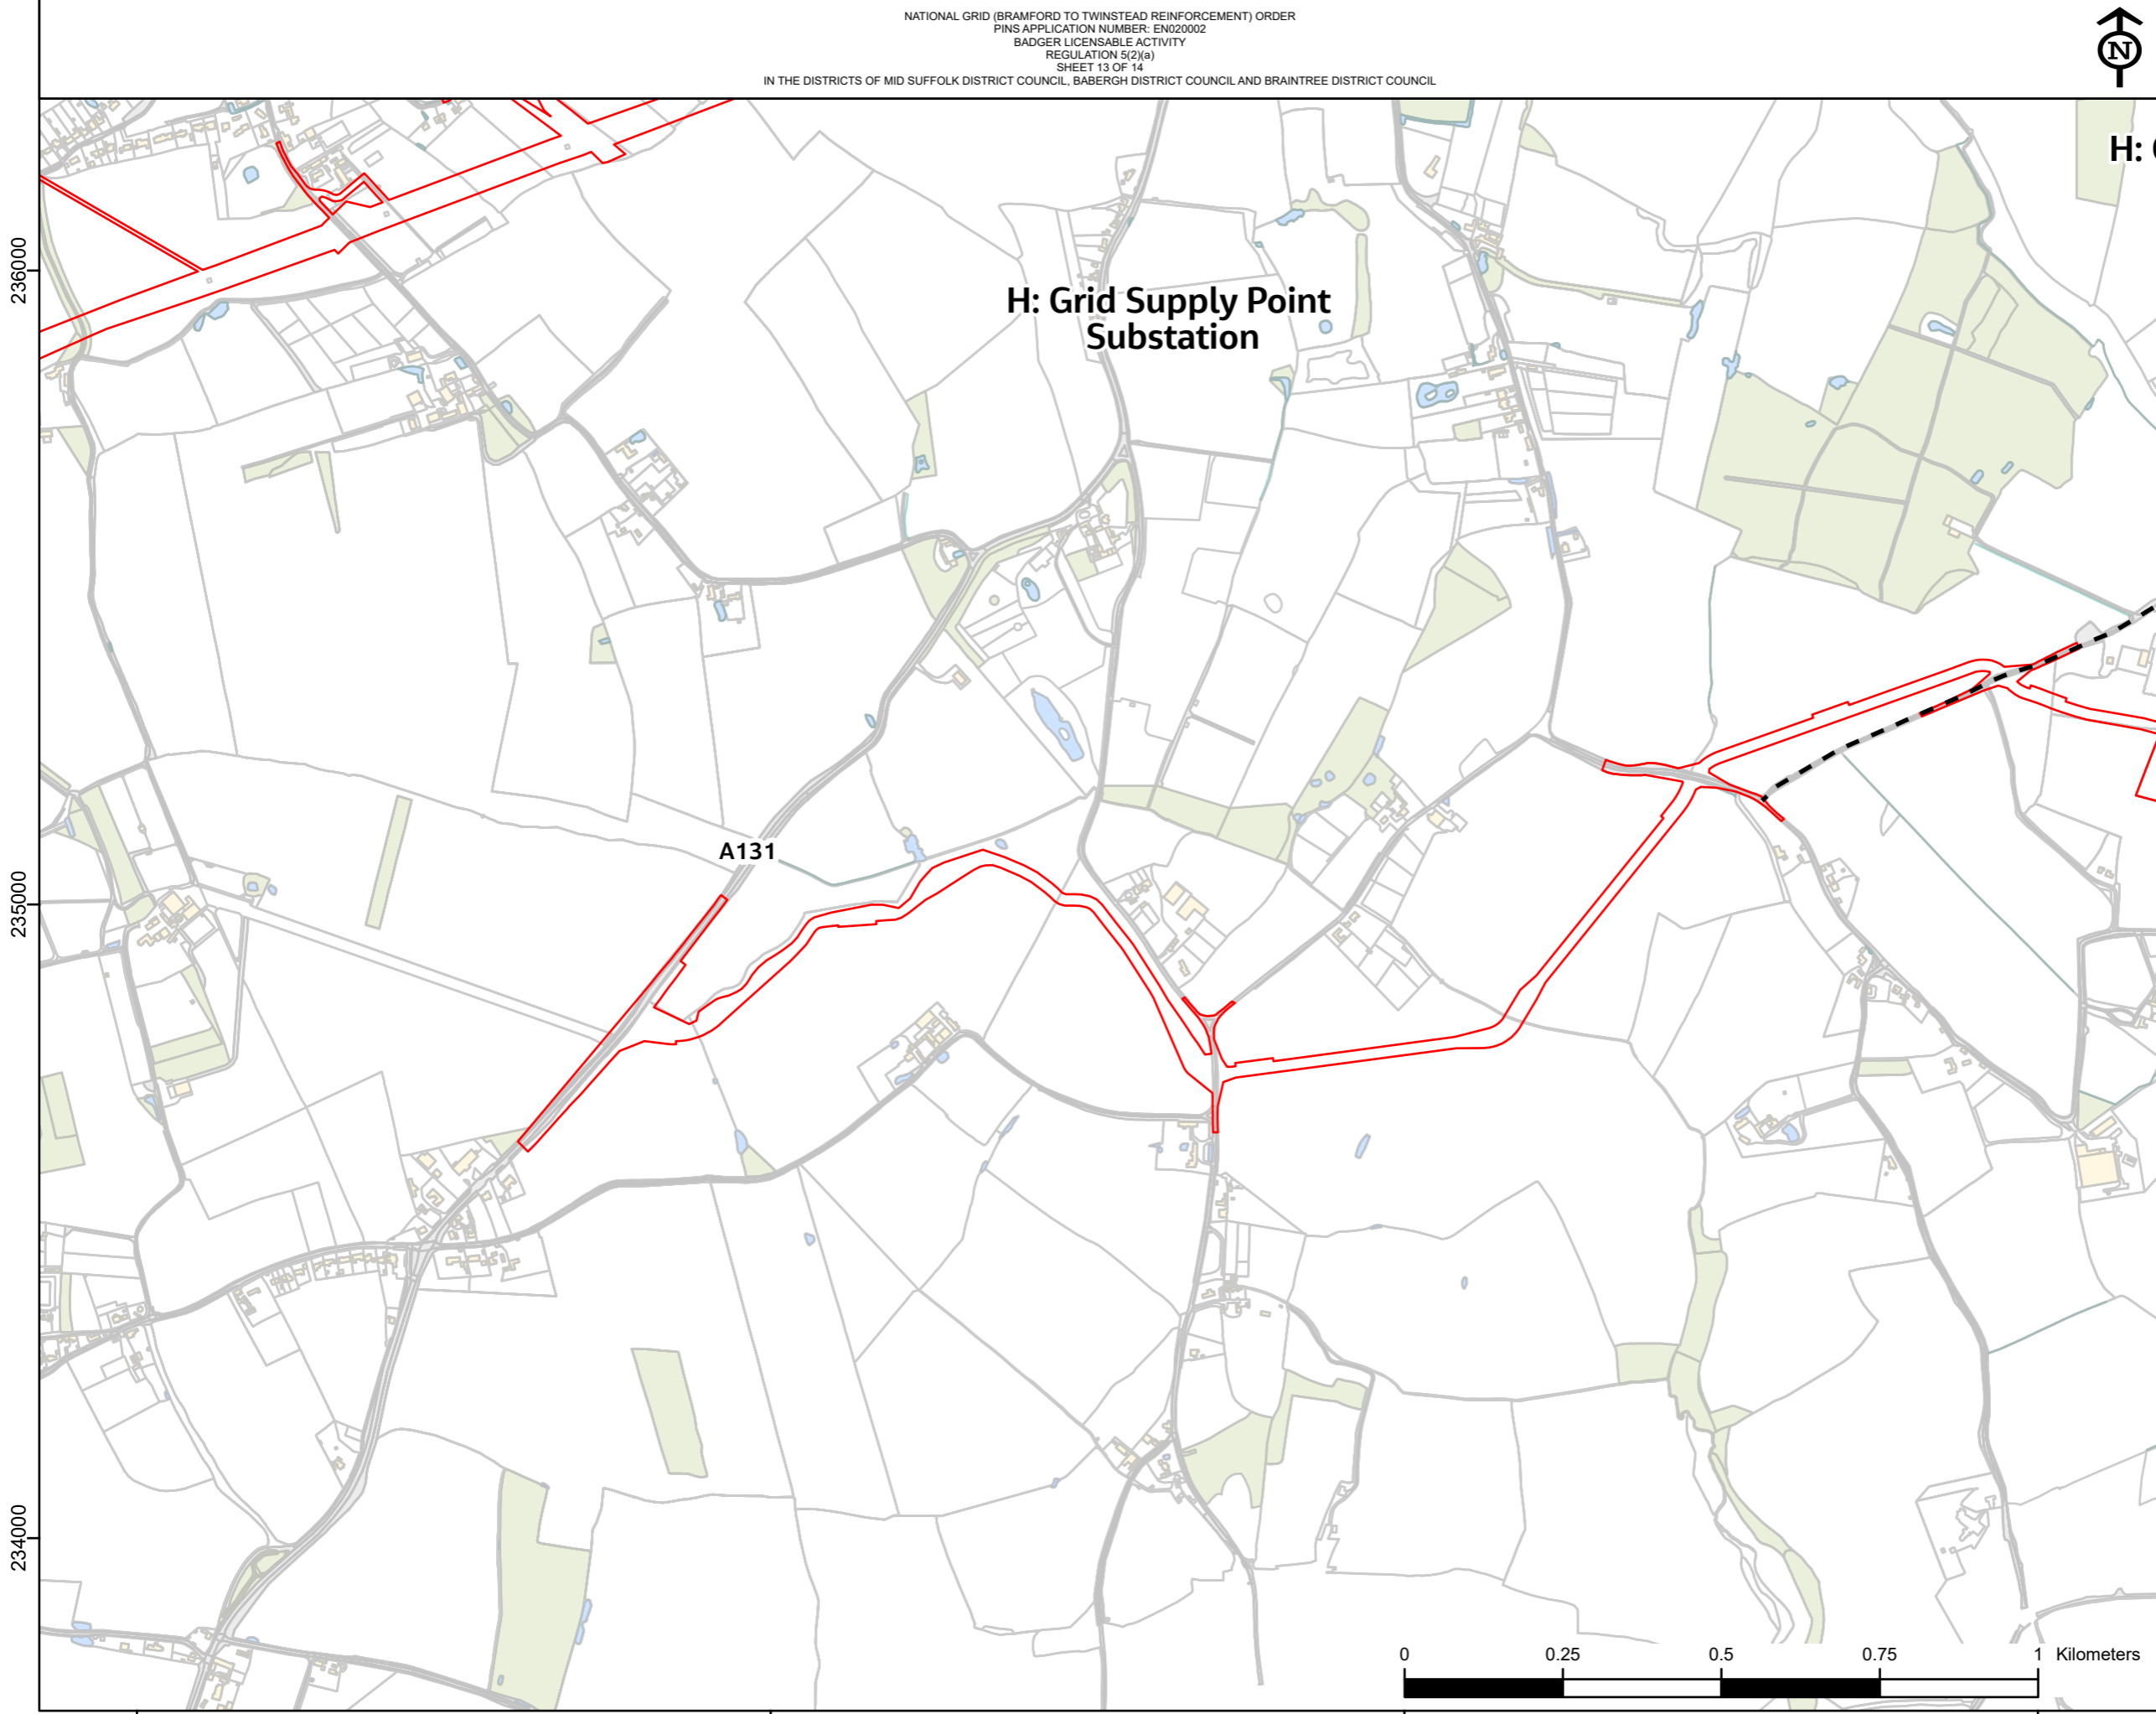 NATIONAL GRID (BRAMFORD TO TWINSTEAD REINFORCEMENT) ORDER
PINS APPLICATION NUMBER: EN020002
BADGER LICENSABLE ACTIVITY
REGULATION 5(2)(a)
SHEET 13 OF 14
IN THE DISTRICTS OF MID SUFFOLK DISTRICT COUNCIL, BABERGH DISTRICT COUNCIL AND BRAINTREE DISTRICT COUNCIL
N
H:
236000
H: Grid Supply Point
Substation
A131
235000
234000
0 0.25 0.5 0.75 1 Kilometers